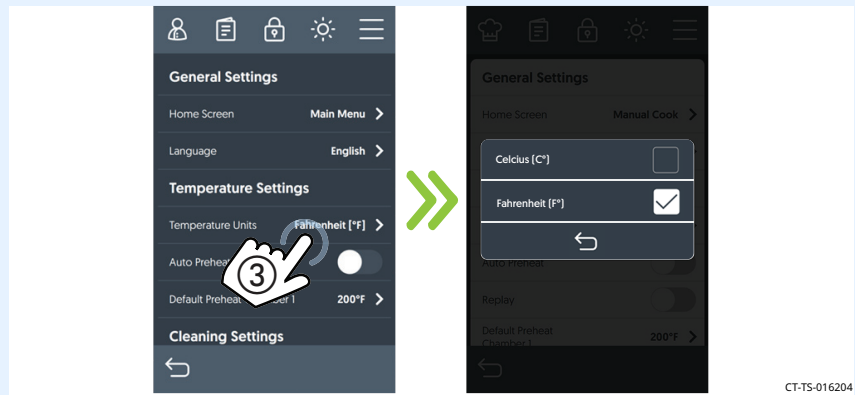 General Settings
Home Screen Main Menu
Language English
Temperature Settings
Temperature Units Fahrenheit [°F]
Auto Preheat
3
Default Preheat Chamber 1 200°F
Cleaning Settings
General Settings
Home Screen Manual Cook
Celcius (C°)
Fahrenheit (F°)
Auto Preheat
Replay
Default Preheat
Chamber 1 200°F
CT-TS-016204